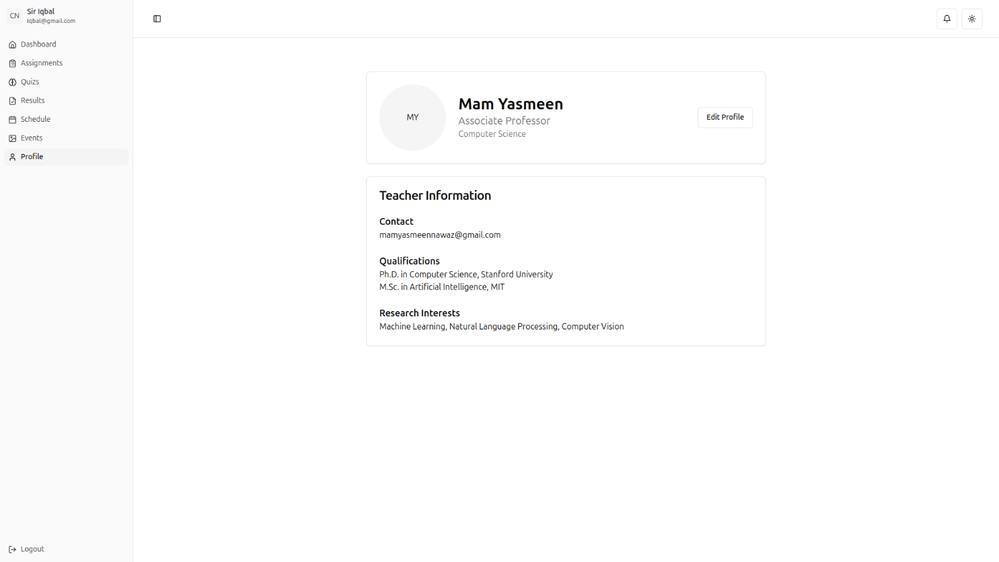 CN
Sir Iqbal
Iqbal@gmail.com
Dashboard
Assignments
Quizs
Results
Schedule
Events
Profile
Logout
MY
Mam Yasmeen
Associate Professor
Computer Science
Edit Profile
Teacher Information
Contact
mamyasmeennawaz@gmail.com
Qualifications
Ph.D. in Computer Science, Stanford University
M.Sc. in Artificial Intelligence, MIT
Research Interests
Machine Learning, Natural Language Processing, Computer Vision